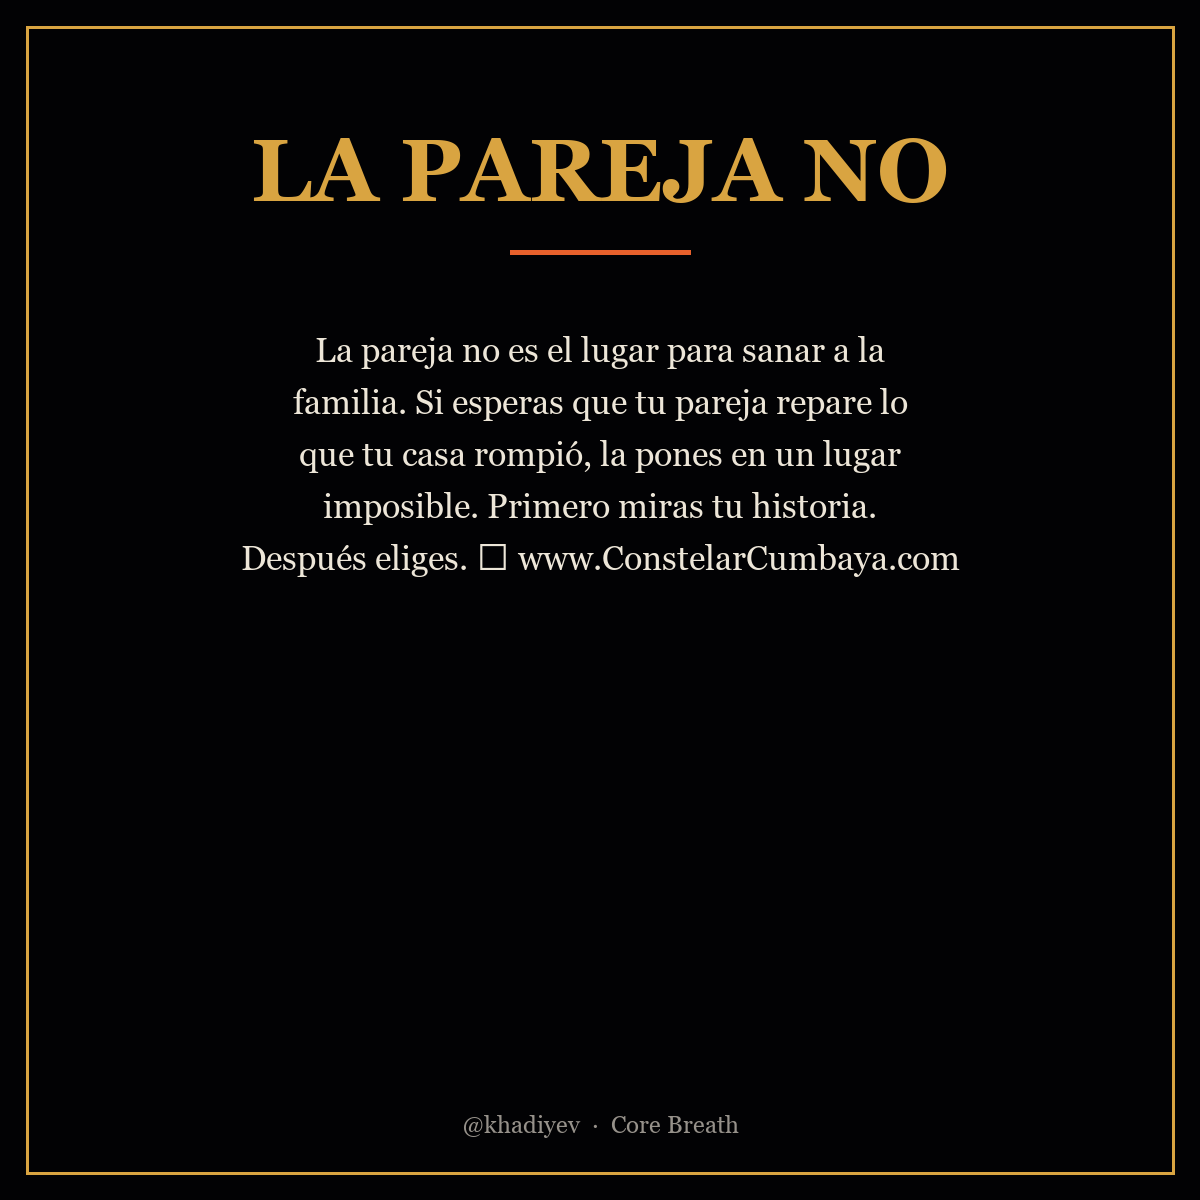 LA PAREJA NO
La pareja no es el lugar para sanar a la
familia. Si esperas que tu pareja repare lo
que tu casa rompió, la pones en un lugar
imposible. Primero miras tu historia.
Después eliges. □ www.ConstelarCumbaya.com
@khadiyev · Core Breath